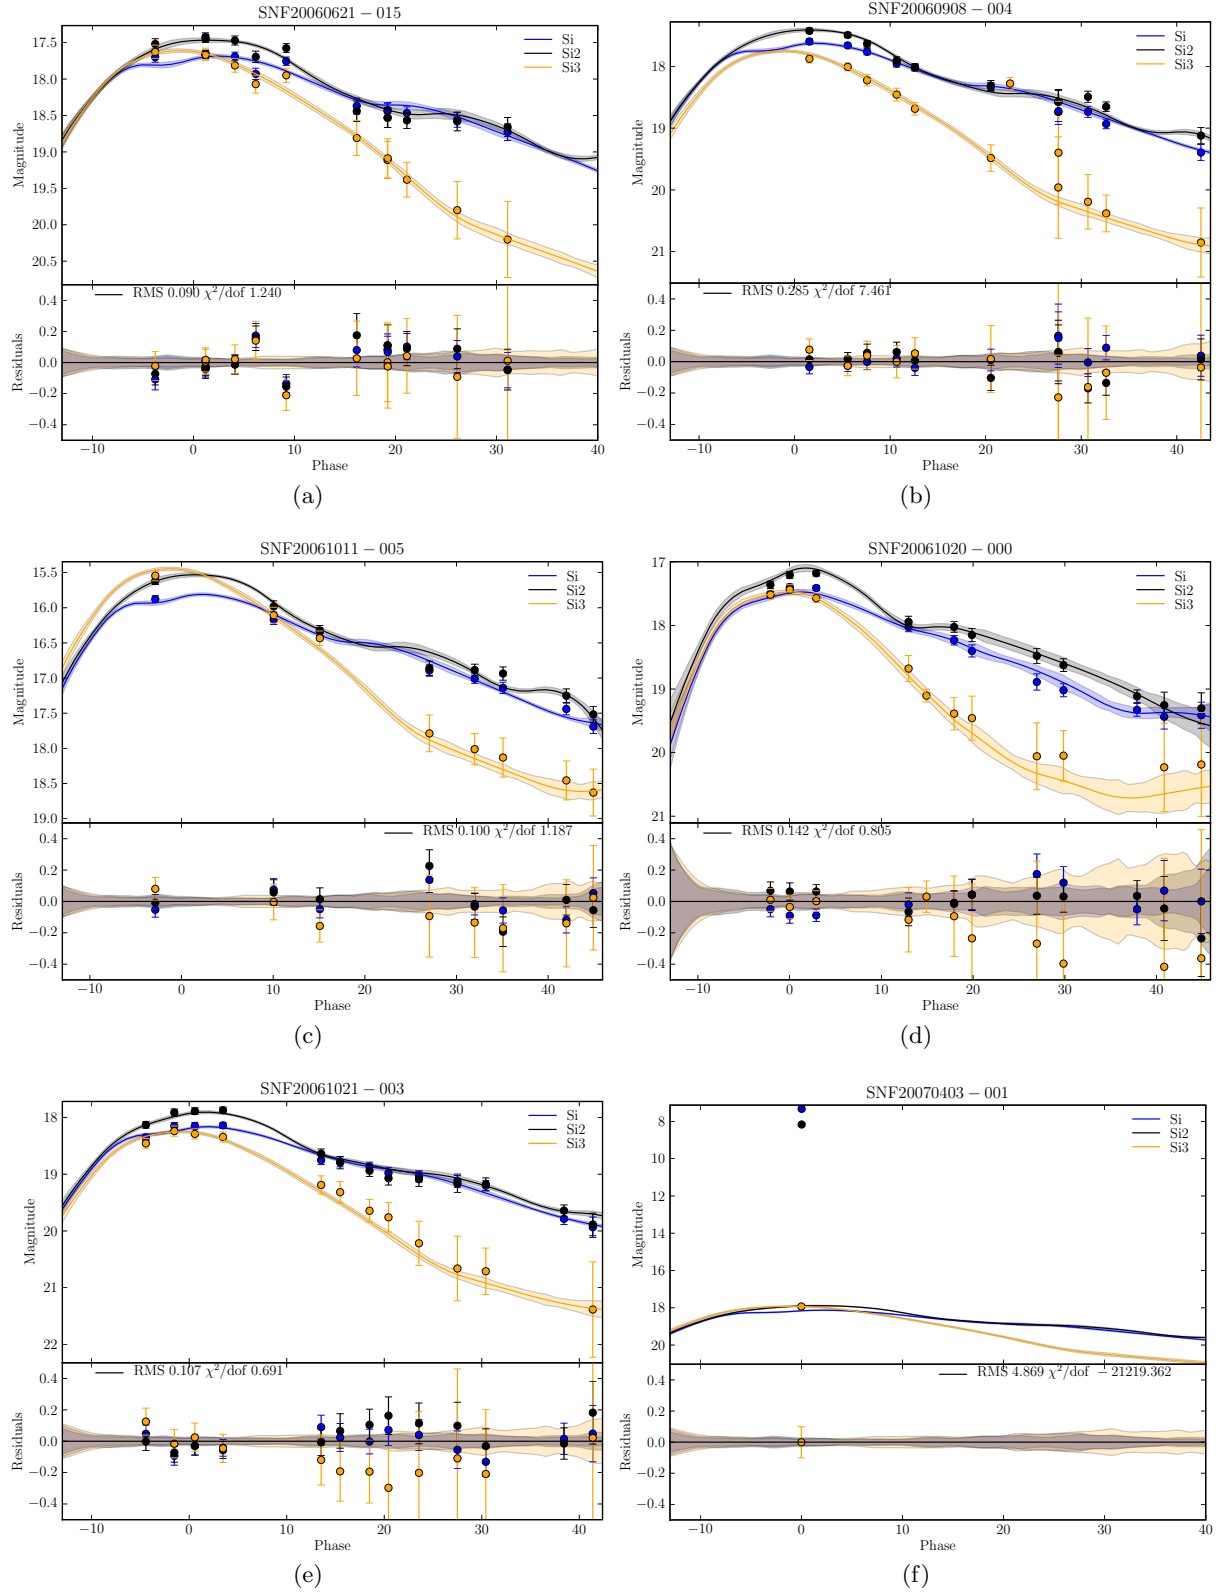 SNF20060621 − 015
Si
Si2
Si3
Magnitude
17.5
18.0
18.5
19.0
19.5
20.0
20.5
RMS 0.090 χ²/dof 1.240
Residuals
0.4
0.2
0.0
−0.2
−0.4
−10 0 10 20 30 40
Phase
(a)
SNF20060908 − 004
Si
Si2
Si3
Magnitude
18
19
20
21
RMS 0.285 χ²/dof 7.461
Residuals
0.4
0.2
0.0
−0.2
−0.4
−10 0 10 20 30 40
Phase
(b)
SNF20061011 − 005
Si
Si2
Si3
Magnitude
15.5
16.0
16.5
17.0
17.5
18.0
18.5
19.0
RMS 0.100 χ²/dof 1.187
Residuals
0.4
0.2
0.0
−0.2
−0.4
−10 0 10 20 30 40
Phase
(c)
SNF20061020 − 000
Si
Si2
Si3
Magnitude
17
18
19
20
21
RMS 0.142 χ²/dof 0.805
Residuals
0.4
0.2
0.0
−0.2
−0.4
−10 0 10 20 30 40
Phase
(d)
SNF20061021 − 003
Si
Si2
Si3
Magnitude
18
19
20
21
22
RMS 0.107 χ²/dof 0.691
Residuals
0.4
0.2
0.0
−0.2
−0.4
−10 0 10 20 30 40
Phase
(e)
SNF20070403 − 001
Si
Si2
Si3
Magnitude
8
10
12
14
16
18
20
RMS 4.869 χ²/dof − 21219.362
Residuals
0.4
0.2
0.0
−0.2
−0.4
−10 0 10 20 30 40
Phase
(f)